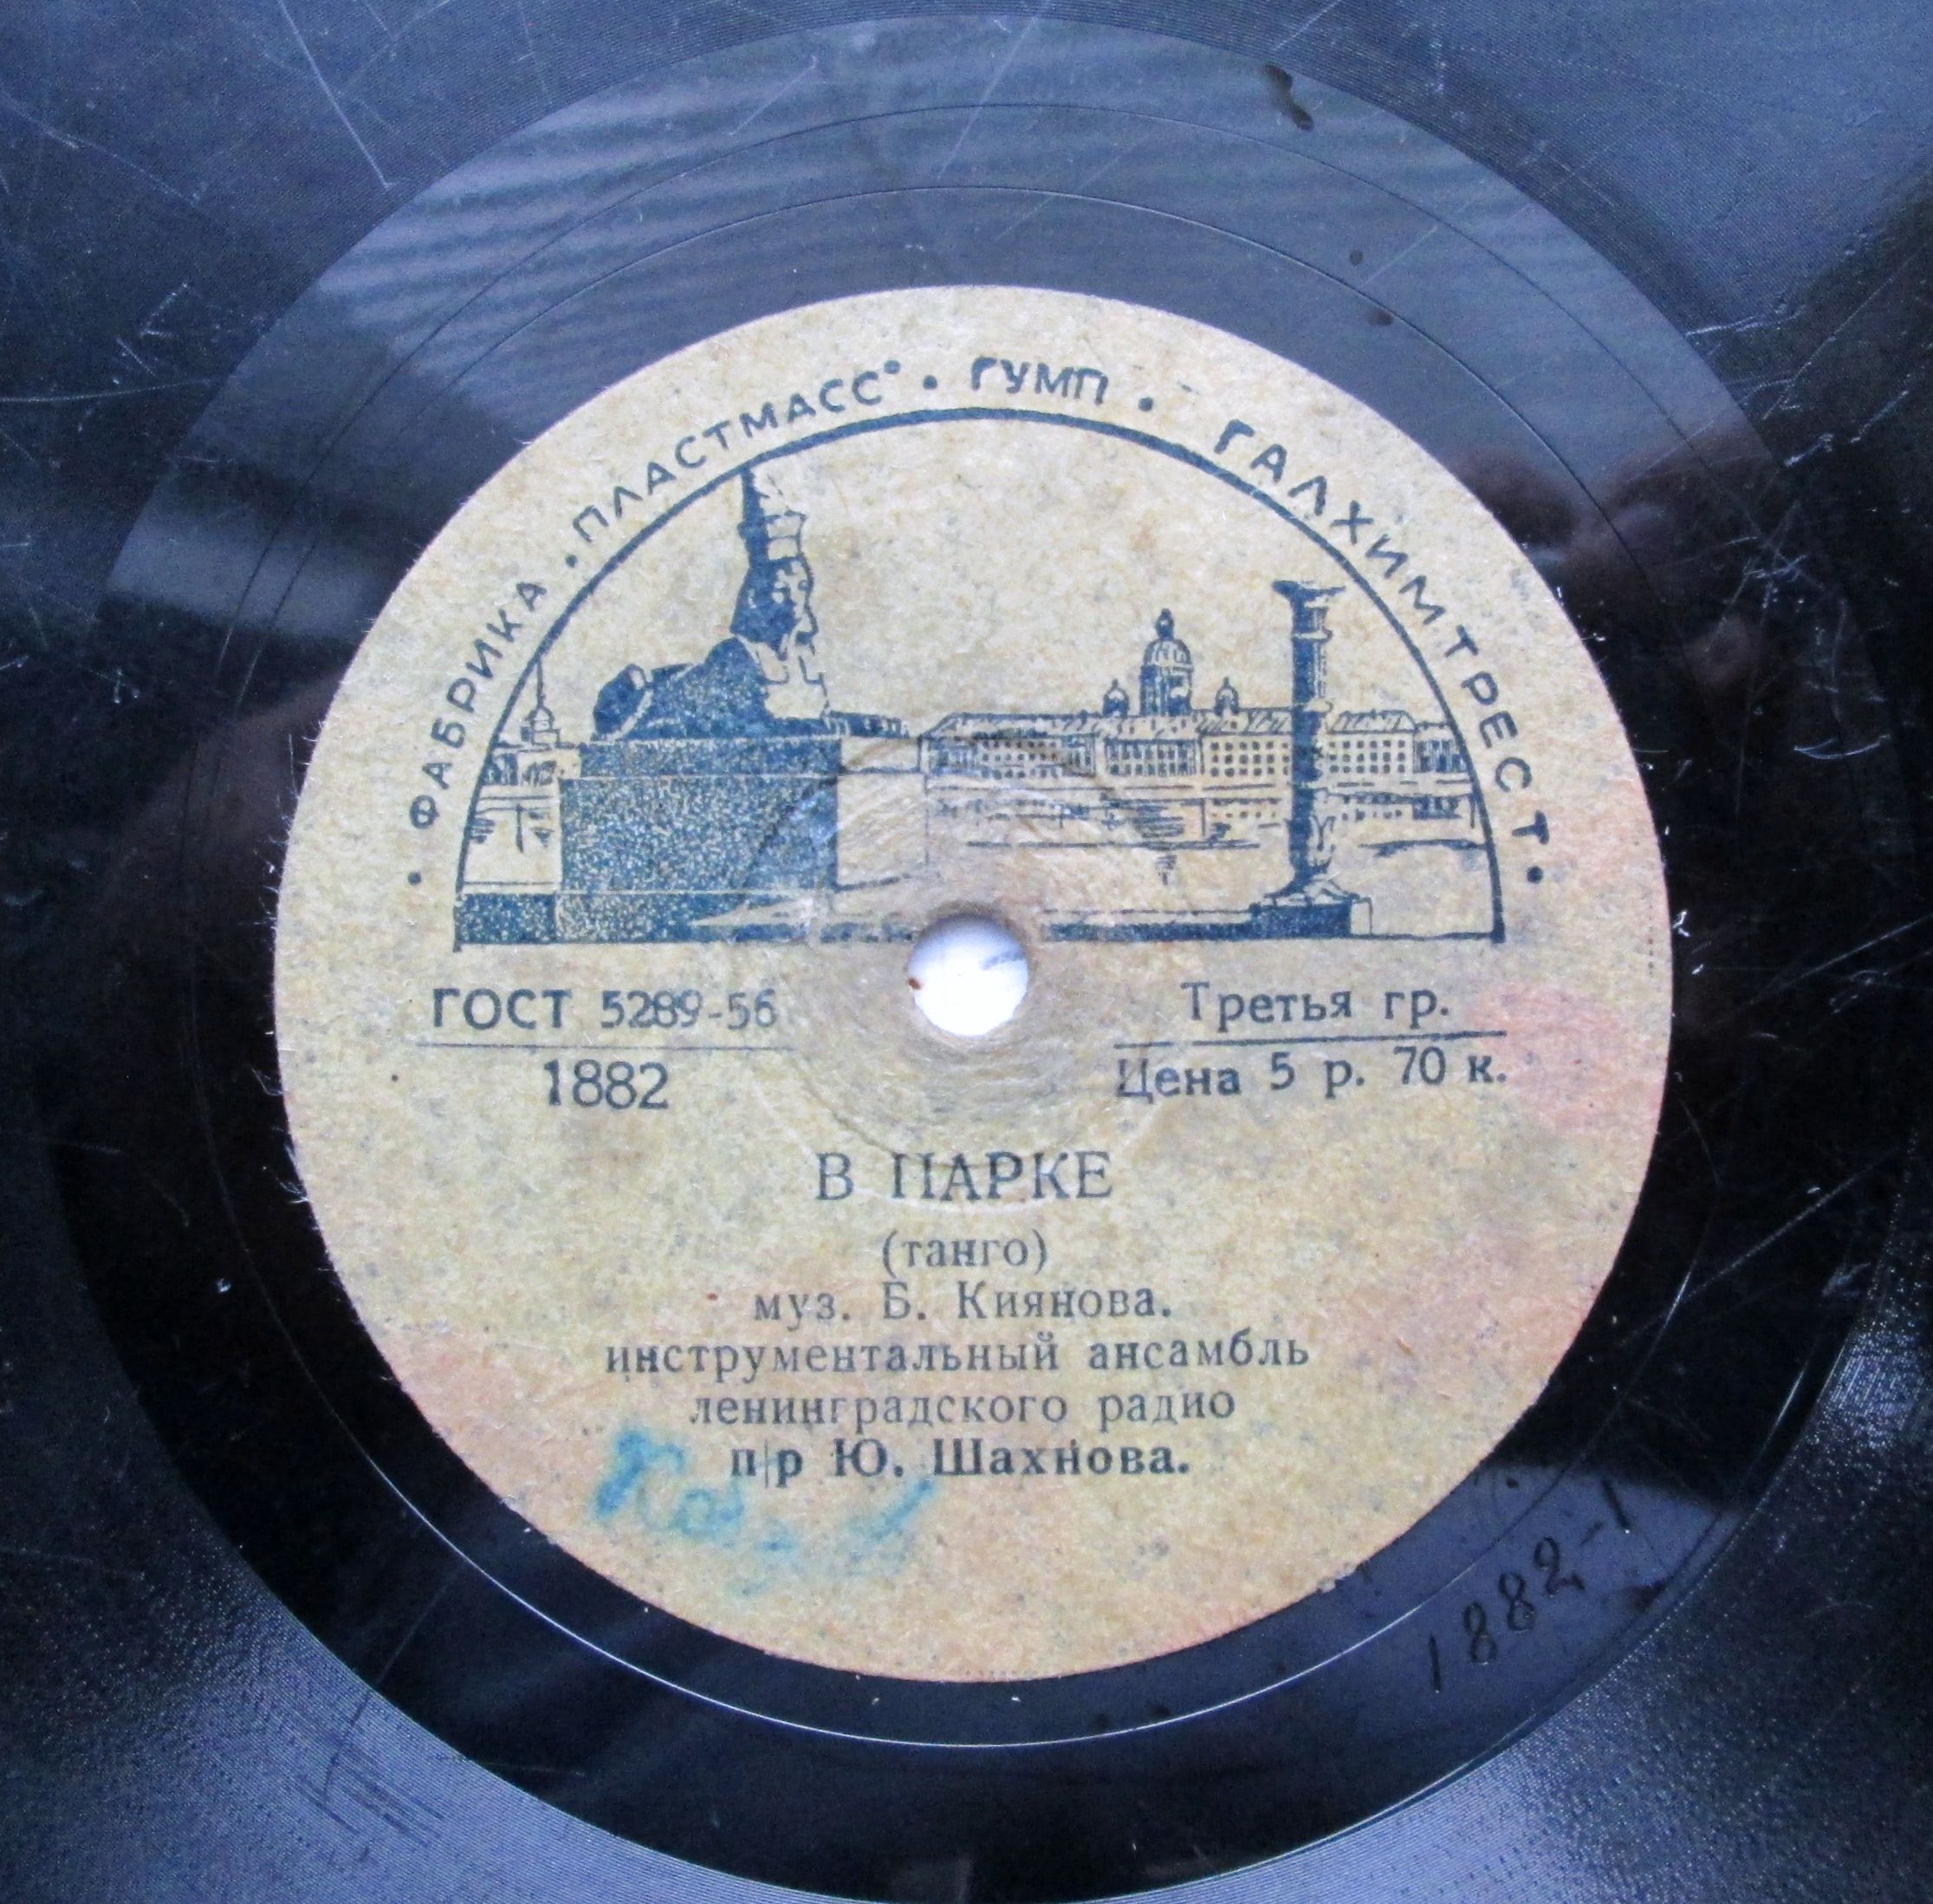 • ФАБРИКА • ПЛАСТМАСС • ГУМП • ГАЛХИМТРЕСТ •
ГОСТ 5289-56
1882
Третья гр.
Цена 5 р. 70 к.
В ПАРКЕ
(танго)
муз. Б. Киянова.
инструментальный ансамбль
ленинградского радио
п/р Ю. Шахнова.
1882-1